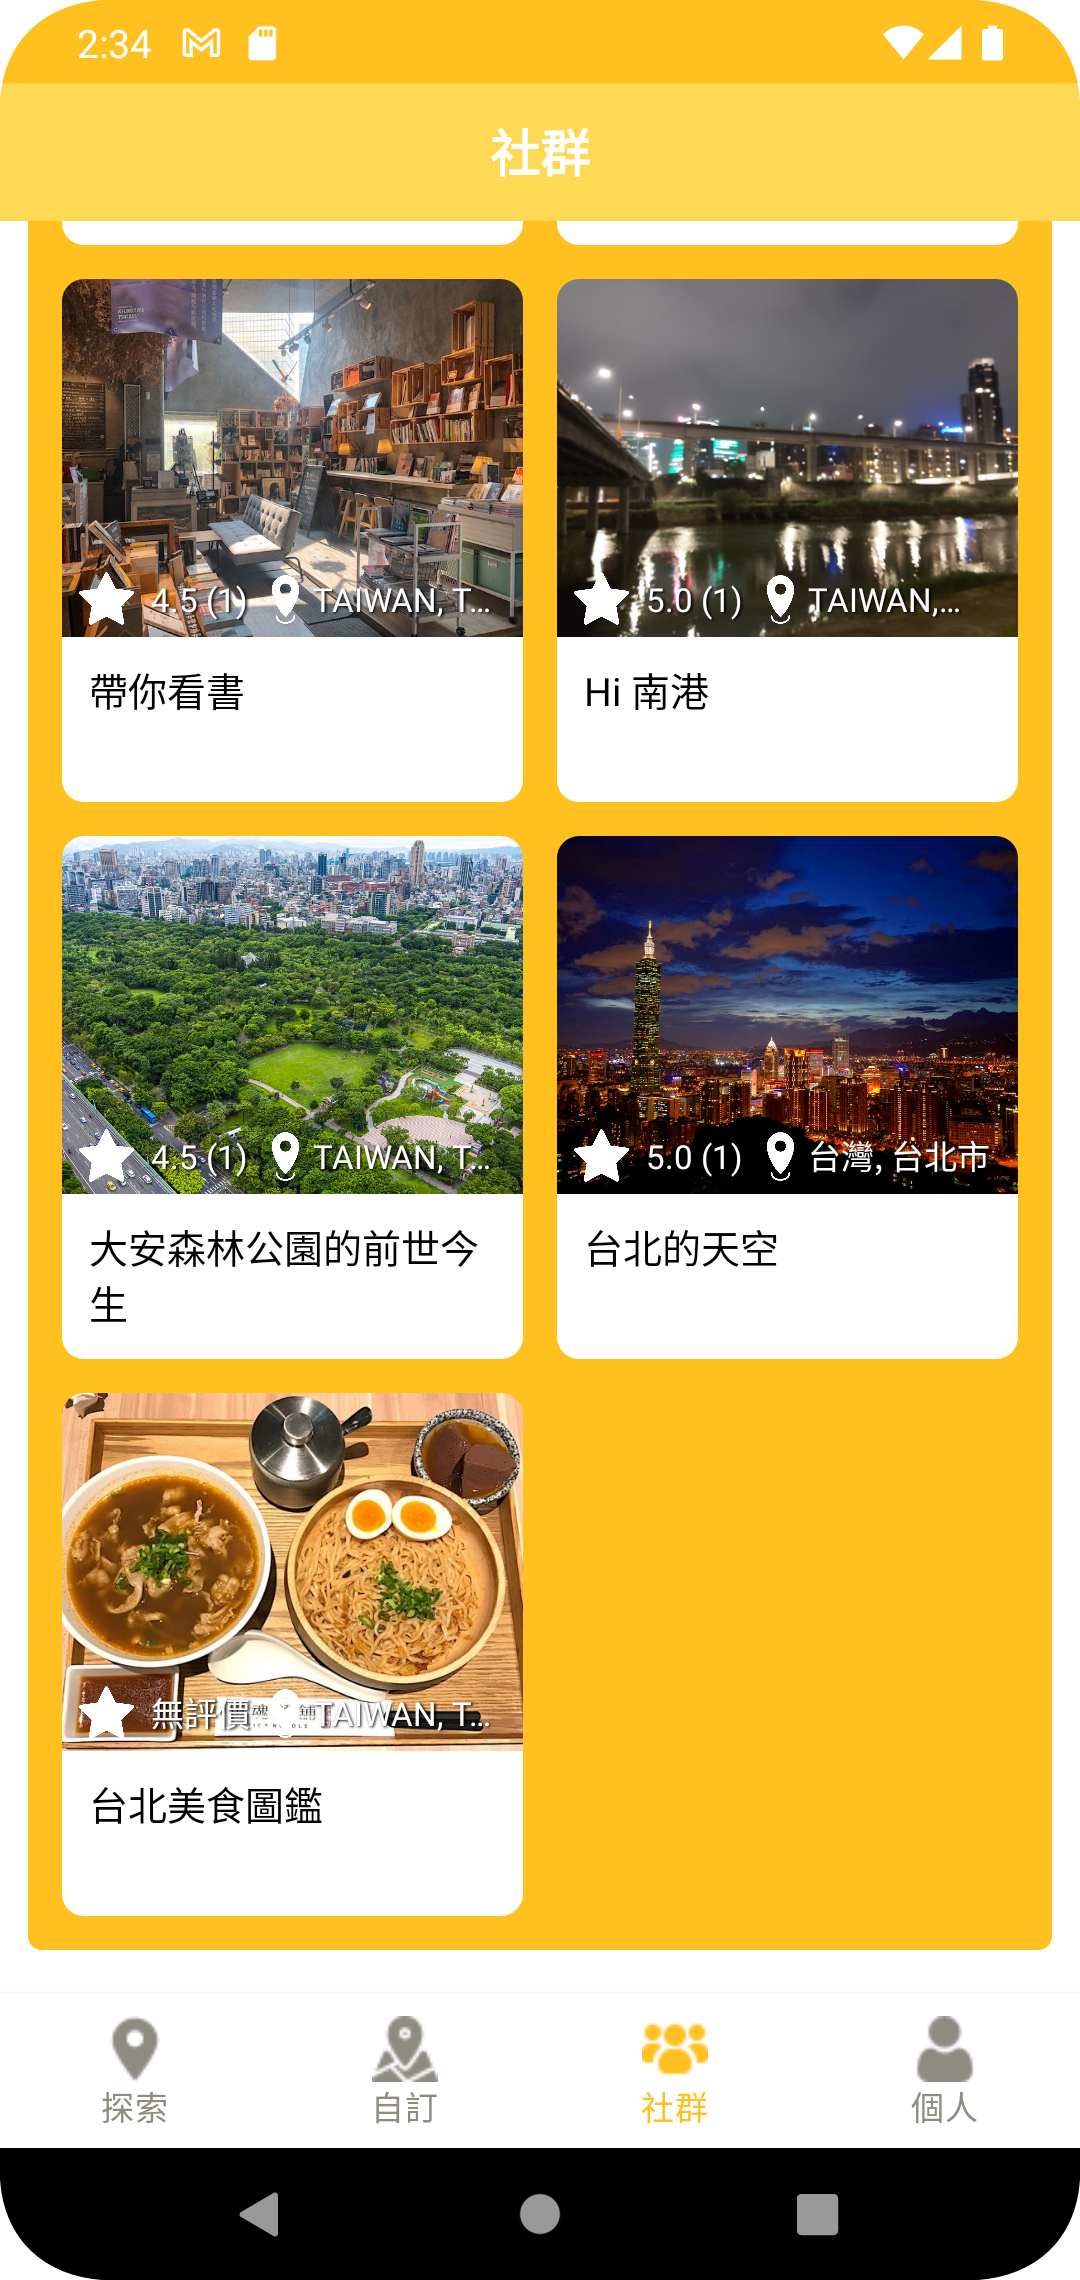 2:34
社群
4.5 (1) TAIWAN, T...
5.0 (1) TAIWAN,...
帶你看書
Hi 南港
4.5 (1) TAIWAN, T...
5.0 (1) 台灣, 台北市
大安森林公園的前世今
生
台北的天空
無評價 TAIWAN, T...
台北美食圖鑑
探索
自訂
社群
個人